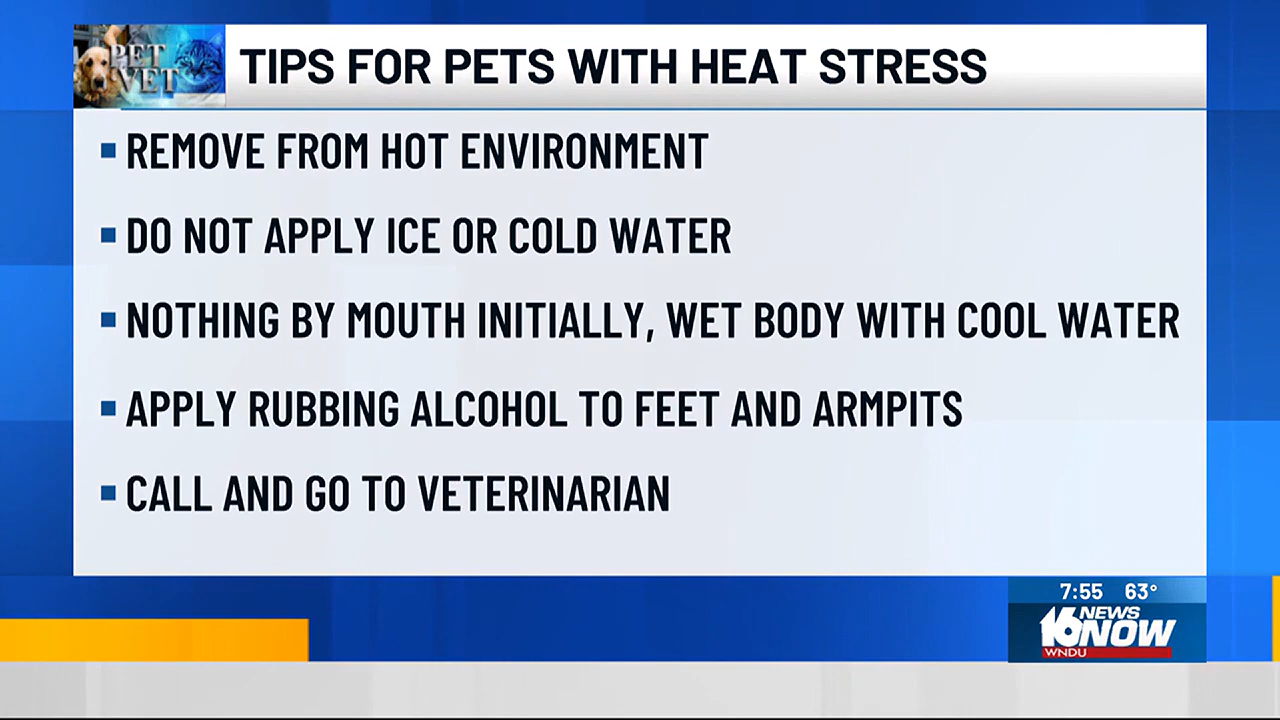 PET
VET
TIPS FOR PETS WITH HEAT STRESS
REMOVE FROM HOT ENVIRONMENT
DO NOT APPLY ICE OR COLD WATER
NOTHING BY MOUTH INITIALLY, WET BODY WITH COOL WATER
APPLY RUBBING ALCOHOL TO FEET AND ARMPITS
CALL AND GO TO VETERINARIAN
7:55 63°
16 NEWS
NOW
WNDU